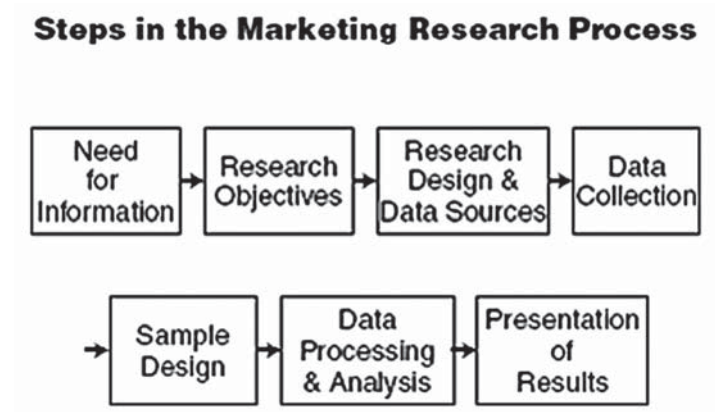 Steps in the Marketing Research Process
Need
for
Information
Research
Objectives
Research
Design &
Data Sources
Data
Collection
Sample
Design
Data
Processing
& Analysis
Presentation
of
Results